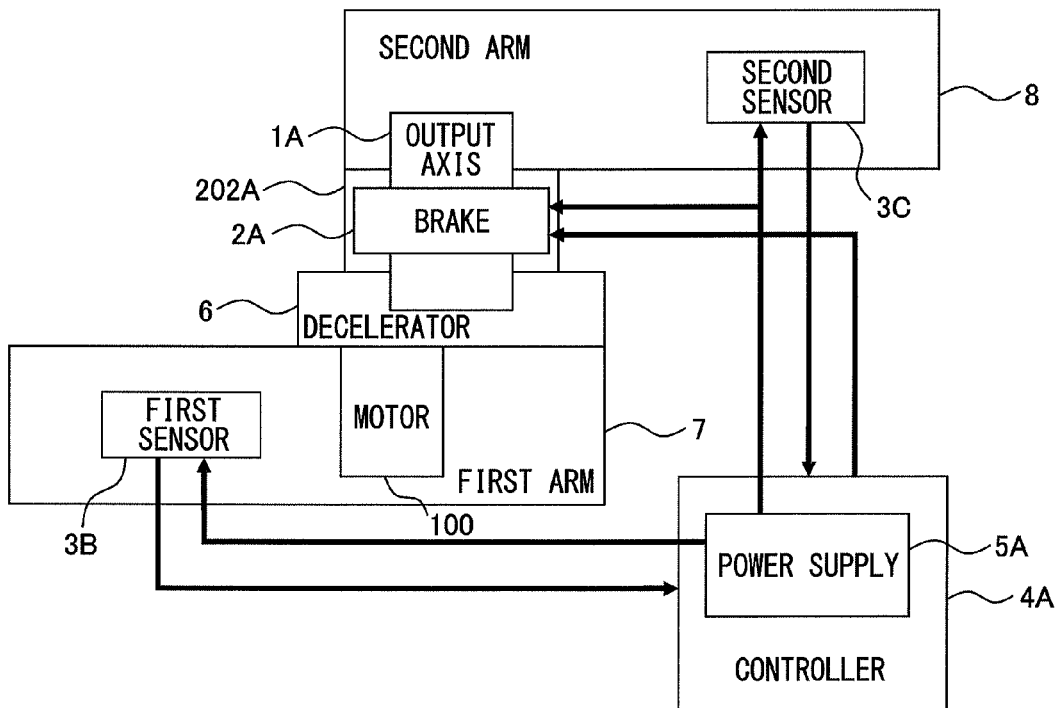 SECOND ARM
SECOND
SENSOR
8
1A
OUTPUT
AXIS
202A
3C
2A
BRAKE
6
DECELERATOR
FIRST
SENSOR
MOTOR
7
FIRST ARM
3B
100
POWER SUPPLY
5A
4A
CONTROLLER